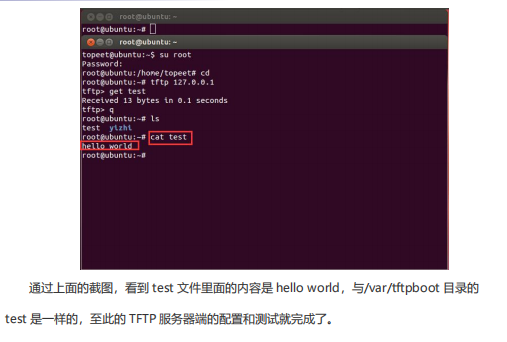 root@ubuntu: ~
root@ubuntu:~#
root@ubuntu: ~
topeet@ubuntu:~$ su root
Password:
root@ubuntu:/home/topeet# cd
root@ubuntu:~# tftp 127.0.0.1
tftp> get test
Received 13 bytes in 0.1 seconds
tftp> q
root@ubuntu:~# ls
test  yizhi
root@ubuntu:~# cat test
hello world
root@ubuntu:~#
通过上面的截图，看到 test 文件里面的内容是 hello world，与/var/tftpboot 目录的
test 是一样的，至此的 TFTP 服务器端的配置和测试就完成了。